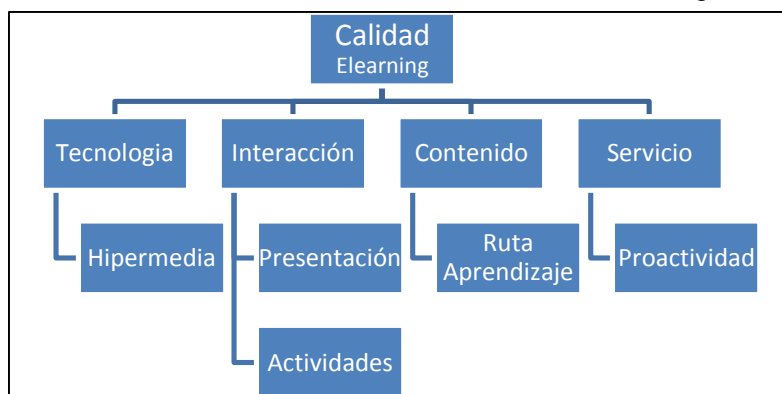 Calidad
Elearning
Tecnologia
Interacción
Contenido
Servicio
Hipermedia
Presentación
Ruta
Aprendizaje
Proactividad
Actividades